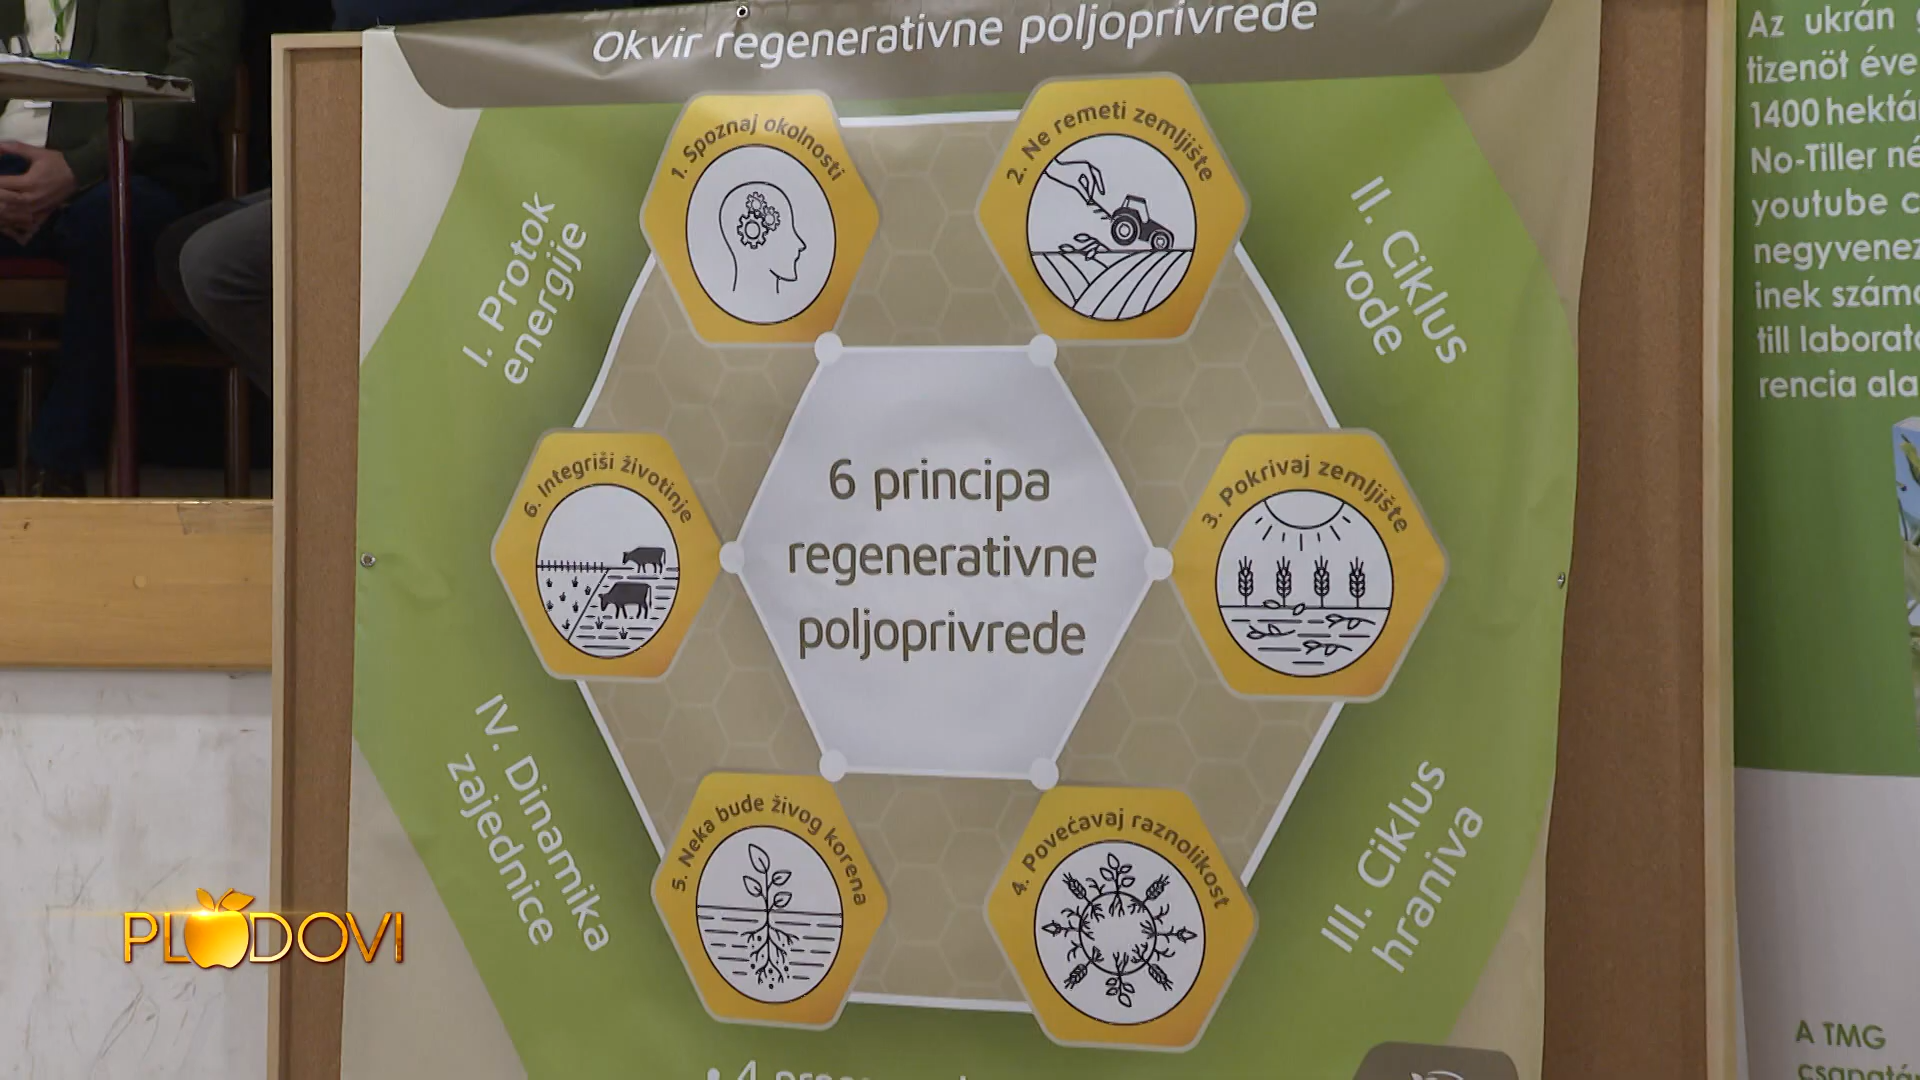 Okvir regenerativne poljoprivrede
1. Spoznaj okolnosti
2. Ne remeti zemljište
I. Protok
energije
II. Ciklus
vode
6. Integriši životinje
6 principa
regenerativne
poljoprivrede
3. Pokrivaj zemljište
IV. Dinamika
zajednice
III. Ciklus
hraniva
5. Neka bude živog korena
4. Povećavaj raznolikost
PLODOVI
Az ukrán
tizenöt éve
1400 hektá
No-Tiller né
youtube c
negyvenez
inek szám
till laborat
rencia ala
A TMG